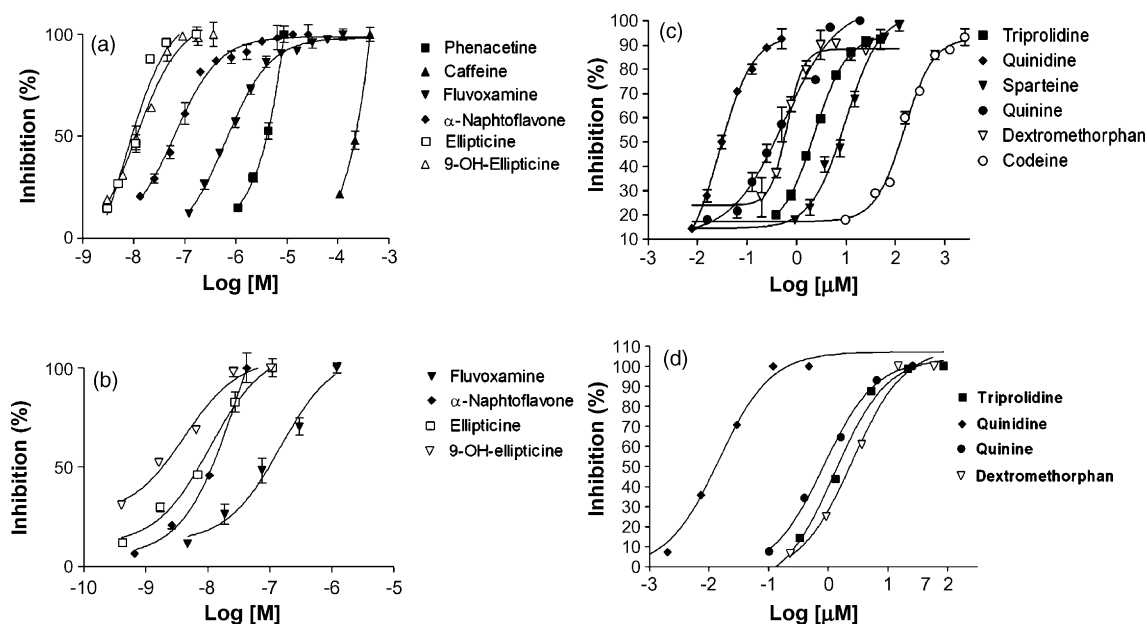 (a)
Inhibition (%)
100
50
0
-9 -8 -7 -6 -5 -4 -3
Log [M]
Phenacetine
Caffeine
Fluvoxamine
α-Naphtoflavone
Ellipticine
9-OH-Ellipticine
(c)
Inhibition (%)
100
90
80
70
60
50
40
30
20
10
-3 -2 -1 0 1 2 3
Log [µM]
Triprolidine
Quinidine
Sparteine
Quinine
Dextromethorphan
Codeine
(b)
Inhibition (%)
100
50
0
-10 -9 -8 -7 -6 -5
Log [M]
Fluvoxamine
α-Naphtoflavone
Ellipticine
9-OH-ellipticine
(d)
Inhibition (%)
110
100
90
80
70
60
50
40
30
20
10
0
-3 -2 -1 0 1 7 2
Log [µM]
Triprolidine
Quinidine
Quinine
Dextromethorphan